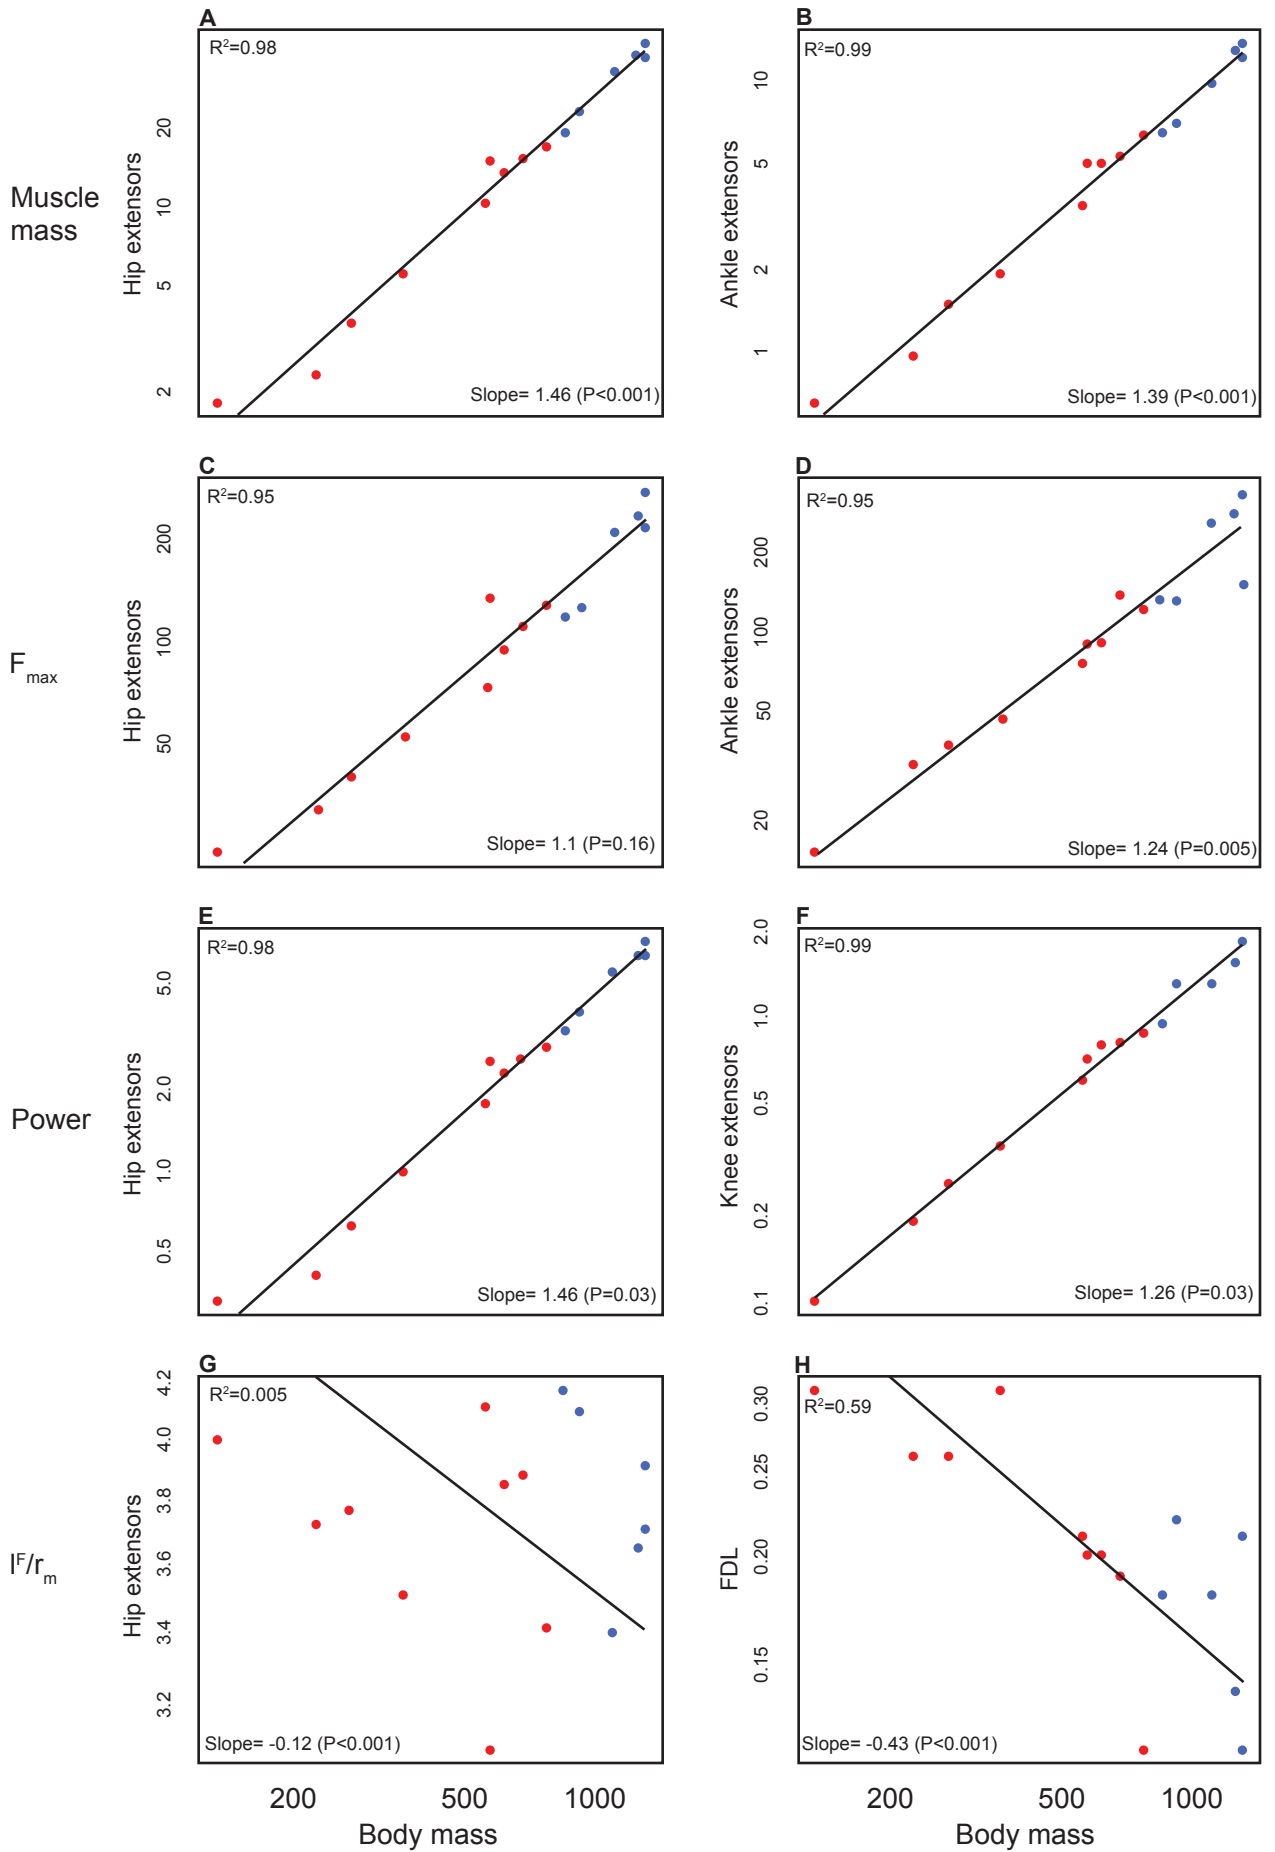 A
R²=0.98
Muscle
mass
Hip extensors
20
10
5
2
Slope= 1.46 (P<0.001)
B
R²=0.99
Ankle extensors
10
5
2
1
Slope= 1.39 (P<0.001)
C
R²=0.95
Fmax
Hip extensors
200
100
50
Slope= 1.1 (P=0.16)
D
R²=0.95
Ankle extensors
200
100
50
20
Slope= 1.24 (P=0.005)
E
R²=0.98
Power
Hip extensors
5.0
2.0
1.0
0.5
Slope= 1.46 (P=0.03)
F
R²=0.99
Knee extensors
2.0
1.0
0.5
0.2
0.1
Slope= 1.26 (P=0.03)
G
R²=0.005
lF/rm
Hip extensors
4.2
4.0
3.8
3.6
3.4
3.2
Slope= -0.12 (P<0.001)
200 500 1000
Body mass
H
R²=0.59
FDL
0.30
0.25
0.20
0.15
Slope= -0.43 (P<0.001)
200 500 1000
Body mass